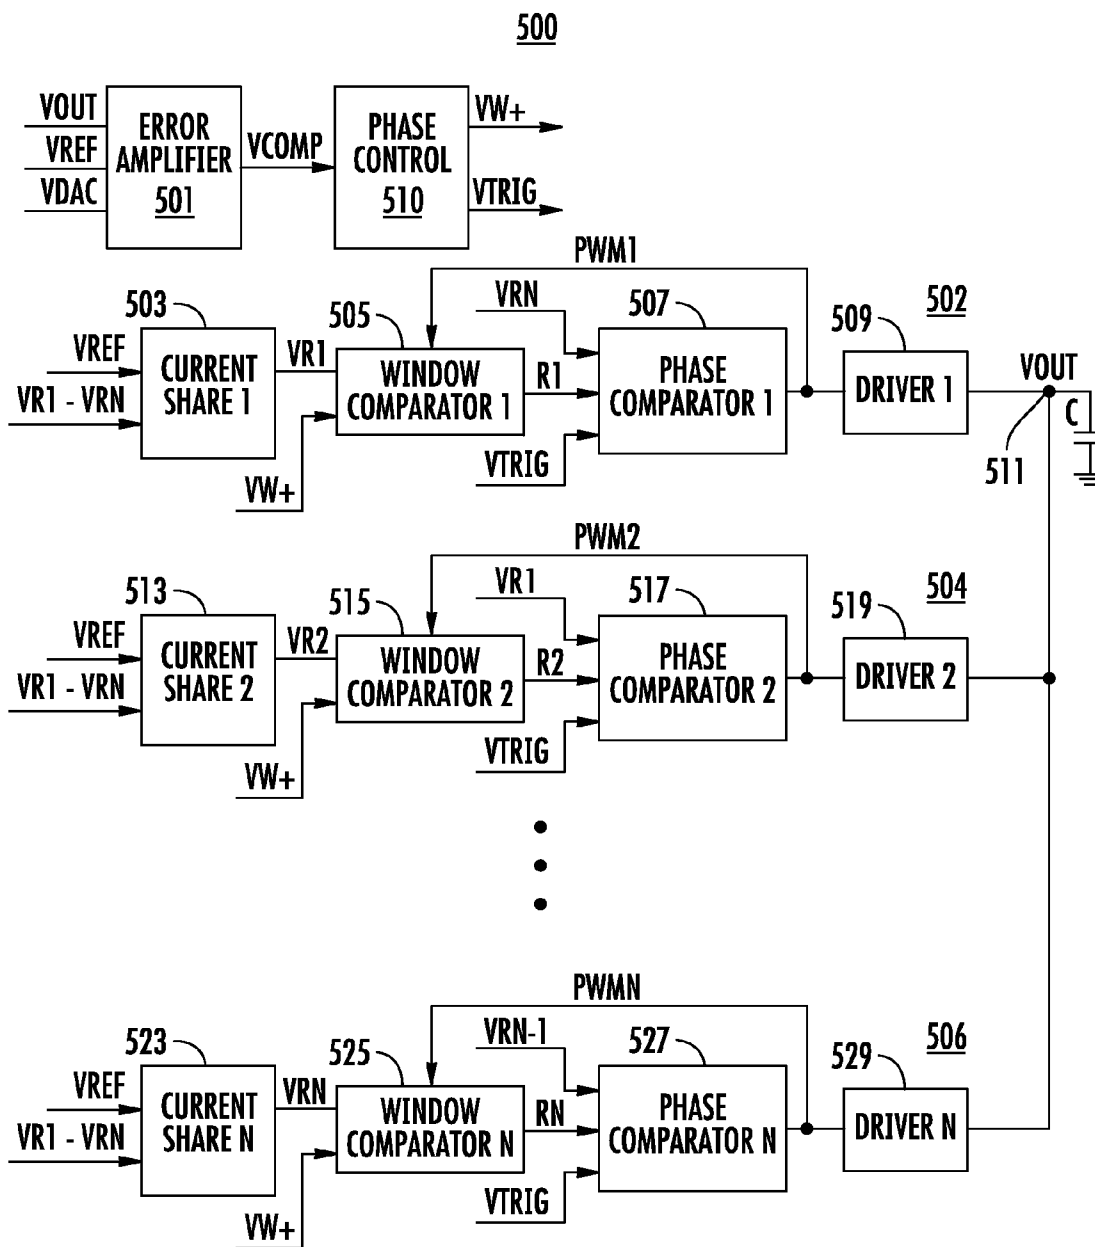 500
VOUT
VREF
VDAC
ERROR
AMPLIFIER
501
VCOMP
PHASE
CONTROL
510
VW+
VTRIG
PWM1
503
VREF
VR1 - VRN
CURRENT
SHARE 1
VR1
505
WINDOW
COMPARATOR 1
VW+
R1
VRN
VTRIG
507
PHASE
COMPARATOR 1
509
DRIVER 1
502
VOUT
C
511
PWM2
513
VREF
VR1 - VRN
CURRENT
SHARE 2
VR2
515
WINDOW
COMPARATOR 2
VW+
R2
VR1
VTRIG
517
PHASE
COMPARATOR 2
519
DRIVER 2
504
PWMN
523
VREF
VR1 - VRN
CURRENT
SHARE N
VRN
525
WINDOW
COMPARATOR N
VW+
RN
VRN-1
VTRIG
527
PHASE
COMPARATOR N
529
DRIVER N
506